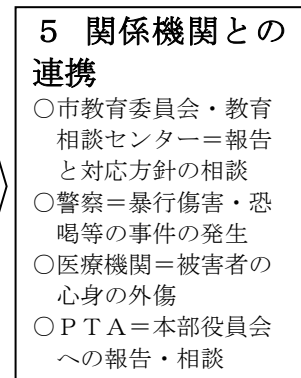 ５ 関係機関との
連携
○市教育委員会・教育
相談センター＝報告
と対応方針の相談
○警察＝暴行傷害・恐
喝等の事件の発生
○医療機関＝被害者の
心身の外傷
○ＰＴＡ＝本部役員会
への報告・相談